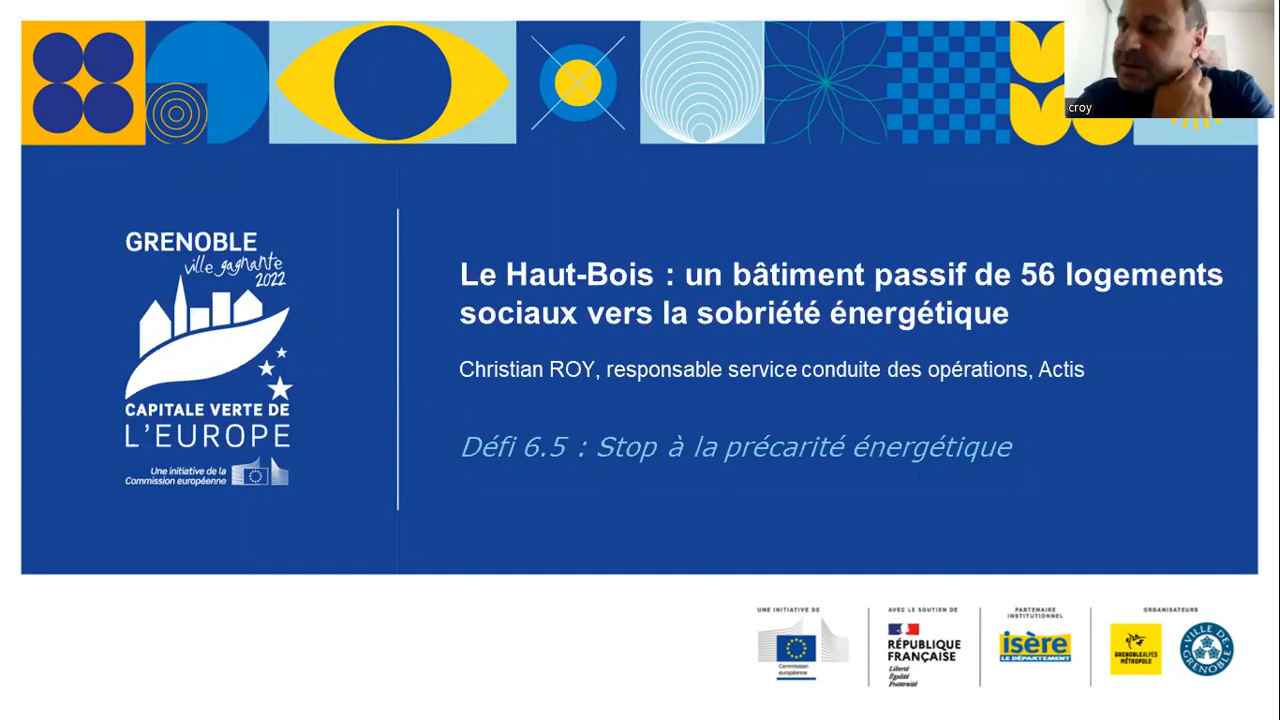 croy
GRENOBLE
ville gagnante
2022
CAPITALE VERTE DE
L'EUROPE
Une initiative de la
Commission européenne
Le Haut-Bois : un bâtiment passif de 56 logements
sociaux vers la sobriété énergétique
Christian ROY, responsable service conduite des opérations, Actis
Défi 6.5 : Stop à la précarité énergétique
UNE INITIATIVE DE
Commission
européenne
AVEC LE SOUTIEN DE
RÉPUBLIQUE
FRANÇAISE
Liberté
Égalité
Fraternité
PARTENAIRE
INSTITUTIONNEL
isère
LE DÉPARTEMENT
ORGANISATEURS
GRENOBLEALPES
MÉTROPOLE
VILLE DE
GRENOBLE